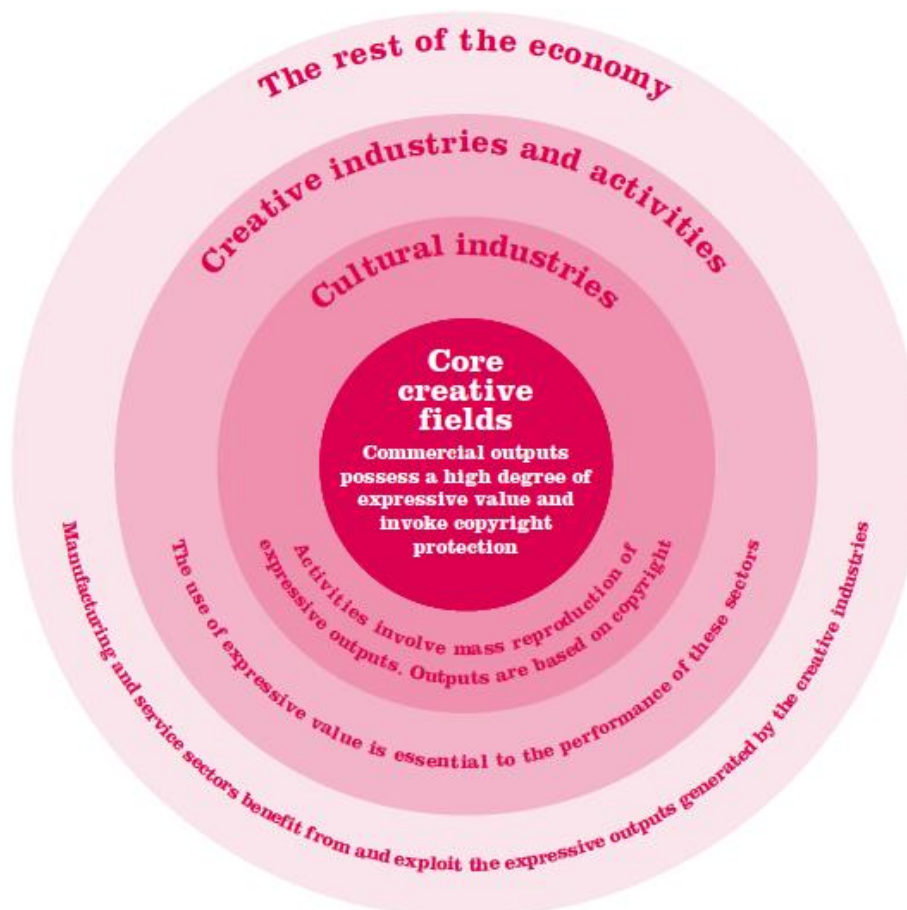 The rest of the economy
Creative industries and activities
Cultural industries
Core
creative
fields
Commercial outputs
possess a high degree of
expressive value and
invoke copyright
protection
Activities involve mass reproduction of
expressive outputs. Outputs are based on copyright
The use of expressive value is essential to the performance of these sectors
Manufacturing and service sectors benefit from and exploit the expressive outputs generated by the creative industries